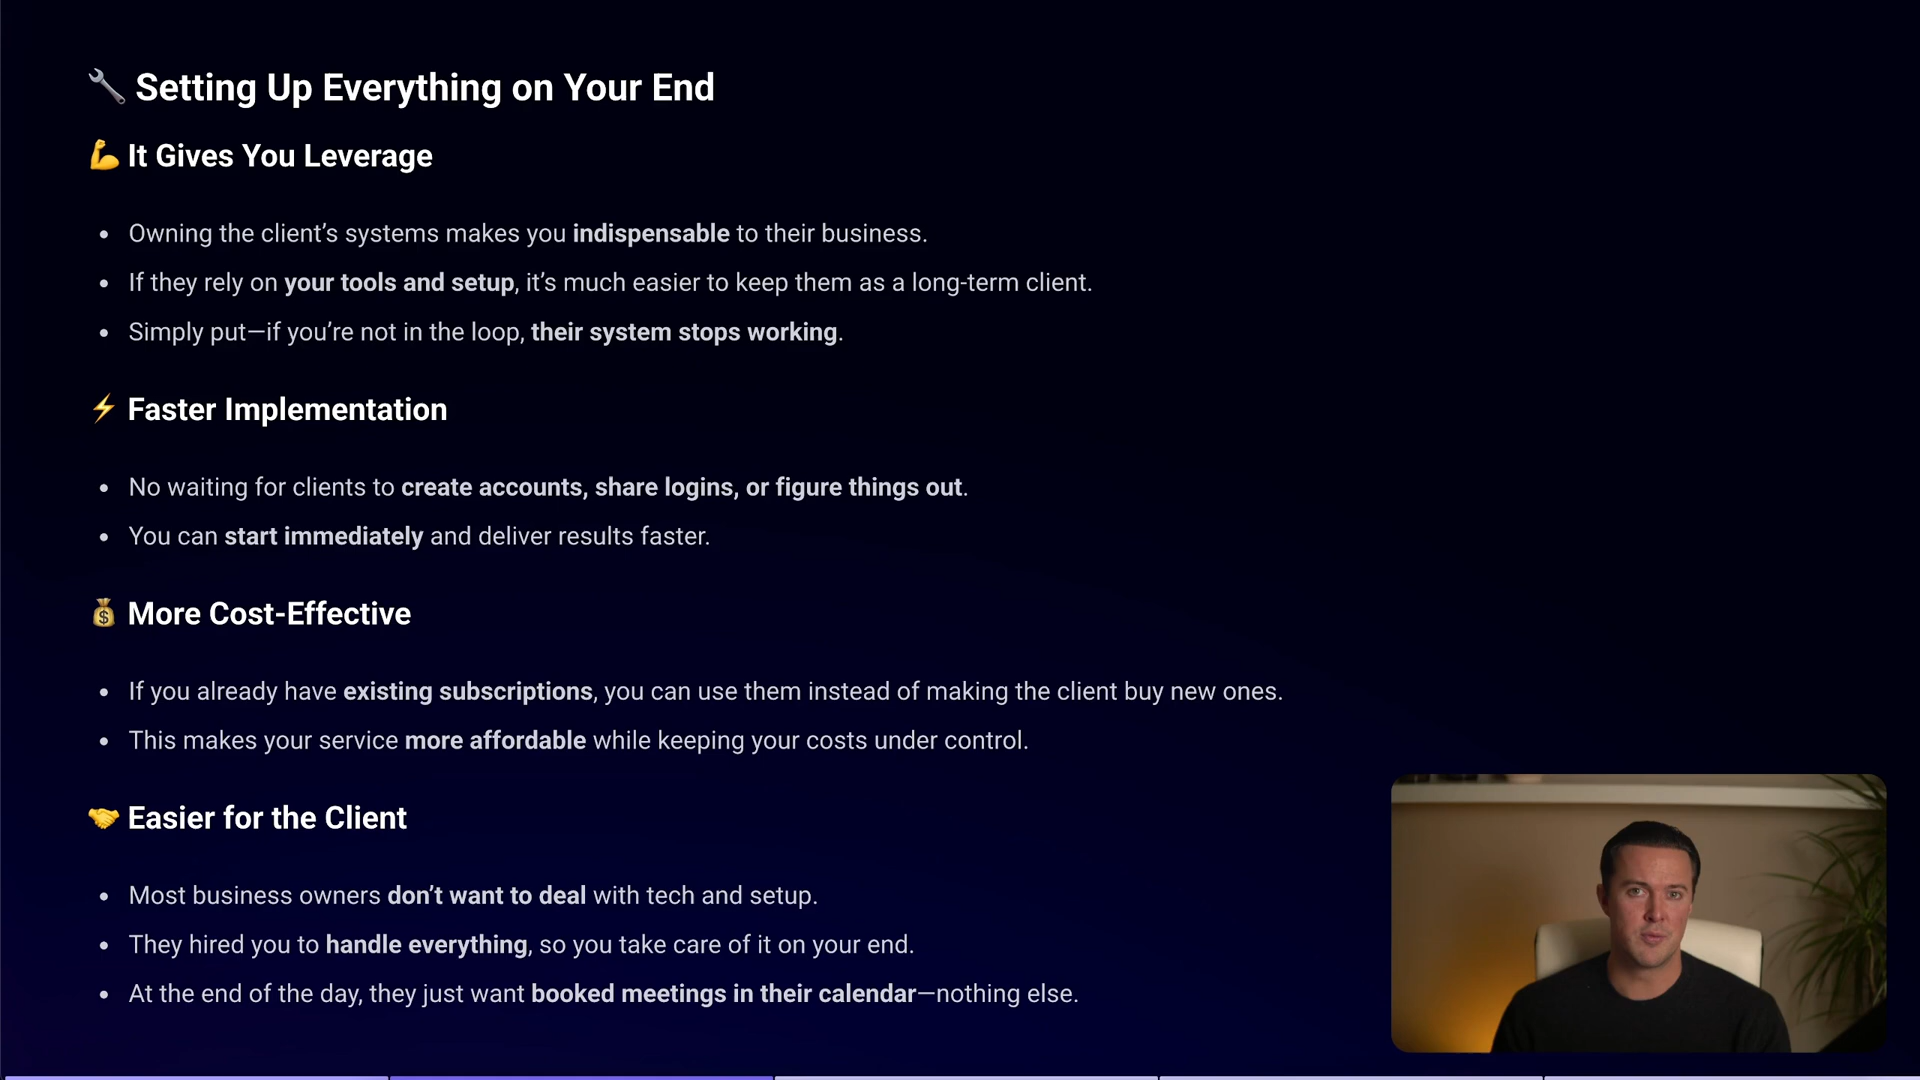 🔧 Setting Up Everything on Your End
💪 It Gives You Leverage
• Owning the client’s systems makes you indispensable to their business.
• If they rely on your tools and setup, it’s much easier to keep them as a long-term client.
• Simply put—if you’re not in the loop, their system stops working.
⚡ Faster Implementation
• No waiting for clients to create accounts, share logins, or figure things out.
• You can start immediately and deliver results faster.
💰 More Cost-Effective
• If you already have existing subscriptions, you can use them instead of making the client buy new ones.
• This makes your service more affordable while keeping your costs under control.
🤝 Easier for the Client
• Most business owners don’t want to deal with tech and setup.
• They hired you to handle everything, so you take care of it on your end.
• At the end of the day, they just want booked meetings in their calendar—nothing else.